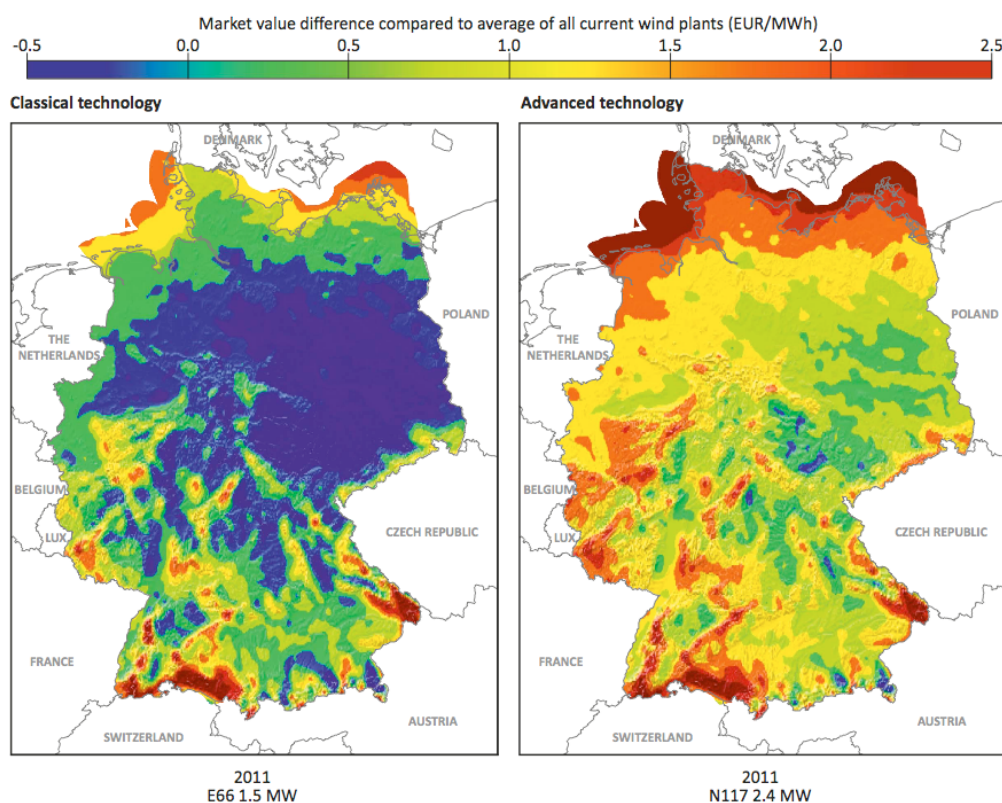 Market value difference compared to average of all current wind plants (EUR/MWh)
-0.5 0.0 0.5 1.0 1.5 2.0 2.5
Classical technology
Advanced technology
DENMARK
POLAND
THE
NETHERLANDS
BELGIUM
LUX.
CZECH REPUBLIC
FRANCE
AUSTRIA
SWITZERLAND
DENMARK
POLAND
THE
NETHERLANDS
BELGIUM
LUX.
CZECH REPUBLIC
FRANCE
AUSTRIA
SWITZERLAND
2011
E66 1.5 MW
2011
N117 2.4 MW